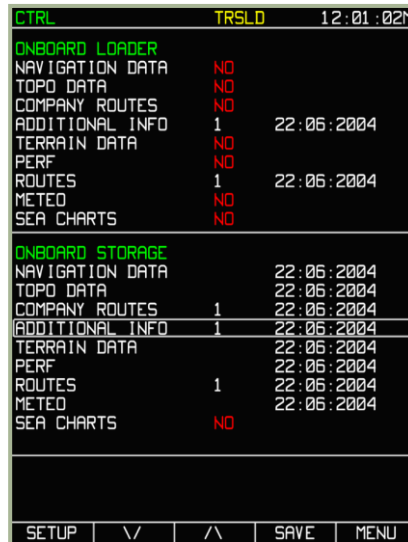 CTRL TRSLD 12:01:02M
ONBOARD LOADER
NAVIGATION DATA NO
TOPO DATA NO
COMPANY ROUTES NO
ADDITIONAL INFO 1 22:06:2004
TERRAIN DATA NO
PERF NO
ROUTES 1 22:06:2004
METEO NO
SEA CHARTS NO
ONBOARD STORAGE
NAVIGATION DATA 22:06:2004
TOPO DATA 22:06:2004
COMPANY ROUTES 1 22:06:2004
ADDITIONAL INFO 1 22:06:2004
TERRAIN DATA 22:06:2004
PERF 22:06:2004
ROUTES 1 22:06:2004
METEO 22:06:2004
SEA CHARTS NO
SETUP \/ /\ SAVE MENU